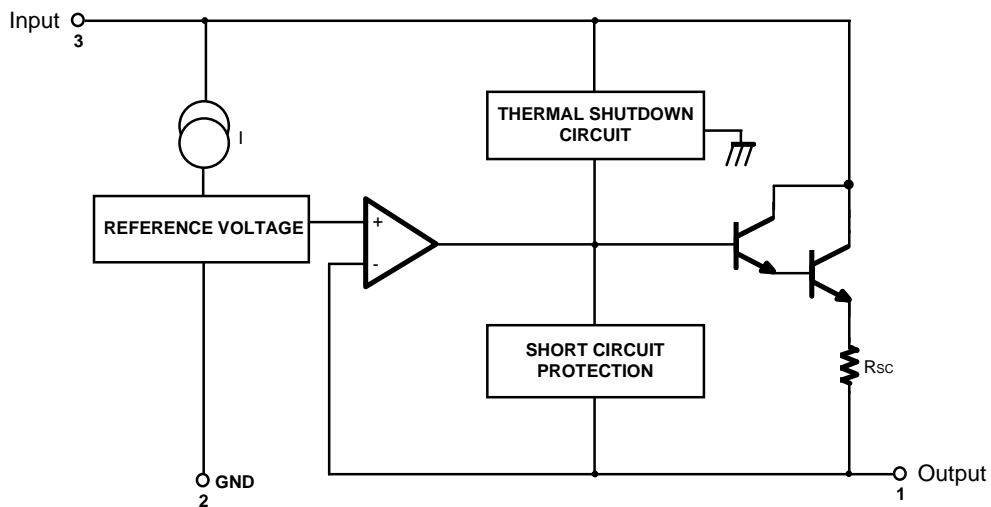 Input
3
I
THERMAL SHUTDOWN
CIRCUIT
REFERENCE VOLTAGE
+
-
SHORT CIRCUIT
PROTECTION
RSC
GND
2
Output
1